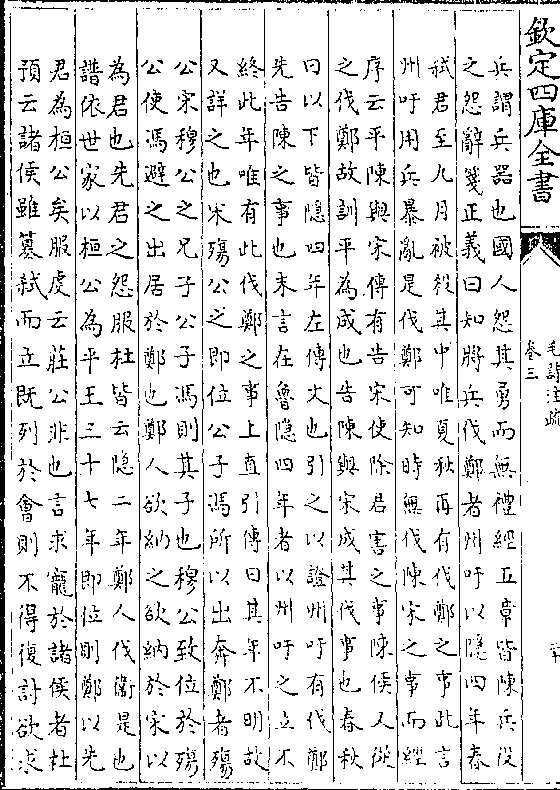 欽定四庫全書
毛詩注疏
卷三
兵謂兵器也國人怨其勇而無禮經五章皆陳兵役
之怨辭箋正義曰知將兵伐鄭者州吁以隱四年春
弒君至九月被殺其中唯夏秋再有伐鄭之事此言
州吁用兵暴亂是伐鄭可知時無伐陳宋之事而經
序云平陳與宋傳有告宋使除君害之事陳侯人從
之伐鄭故訓平為成也告陳與宋成其伐事也春秋
曰以下皆隱四年左傳文也引之以證州吁有伐鄭
先告陳之事也末言在魯隱四年者以州吁之立不
終此年唯有此伐鄭之事上直引傳曰其年不明故
又詳之也宋殤公之即位公子馮所以出奔鄭者殤
公宋穆公之兄子公子馮則其子也穆公致位於殤
公使馮避之出居於鄭也鄭人欲納之欲納於宋以
為君也先君之怨服杜皆云隱二年鄭人伐衛是也
譜依世家以桓公為平王三十七年即位則鄭以先
君為桓公矣服虔云莊公非也言求寵於諸侯者杜
預云諸侯雖篡弒而立既列於會則不得復討欲求